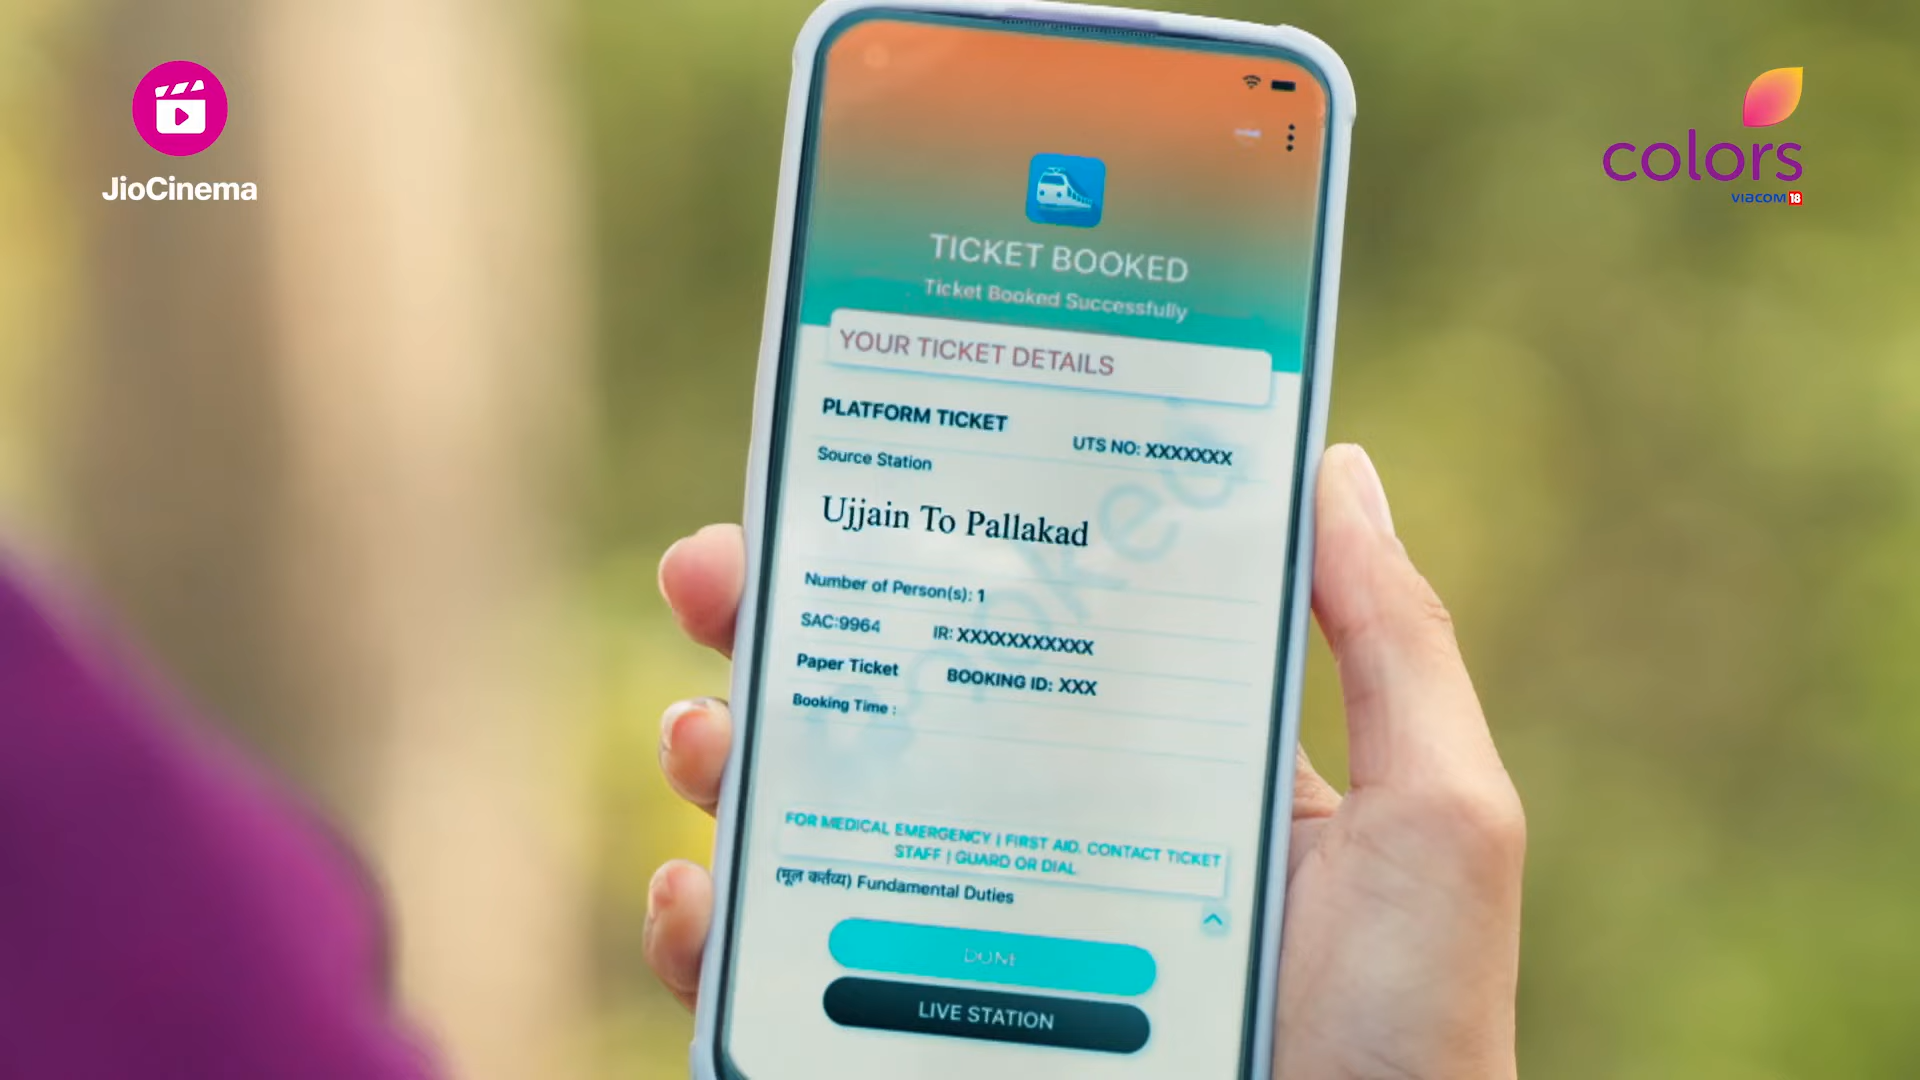 JioCinema
colors
VIACOM18
TICKET BOOKED
Ticket Booked Successfully
YOUR TICKET DETAILS
PLATFORM TICKET
UTS NO: XXXXXXX
Source Station
Ujjain To Pallakad
Number of Person(s): 1
SAC:9964 IR: XXXXXXXXXXX
Paper Ticket BOOKING ID: XXX
Booking Time :
Booked
FOR MEDICAL EMERGENCY | FIRST AID. CONTACT TICKET
STAFF | GUARD OR DIAL
(मूल कर्तव्य) Fundamental Duties
DONE
LIVE STATION